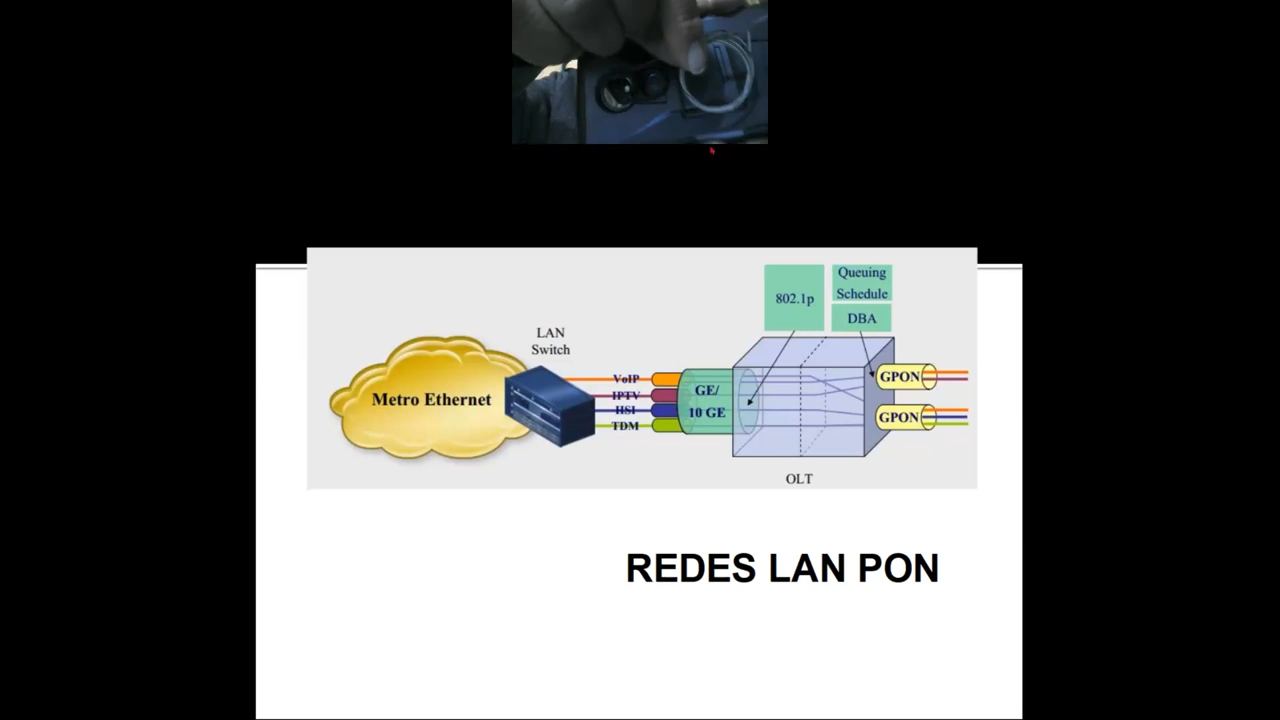 Queuing
Schedule
802.1p
DBA
LAN
Switch
Metro Ethernet
VoIP
IPTV
HSI
TDM
GE/
10 GE
GPON
GPON
OLT
REDES LAN PON